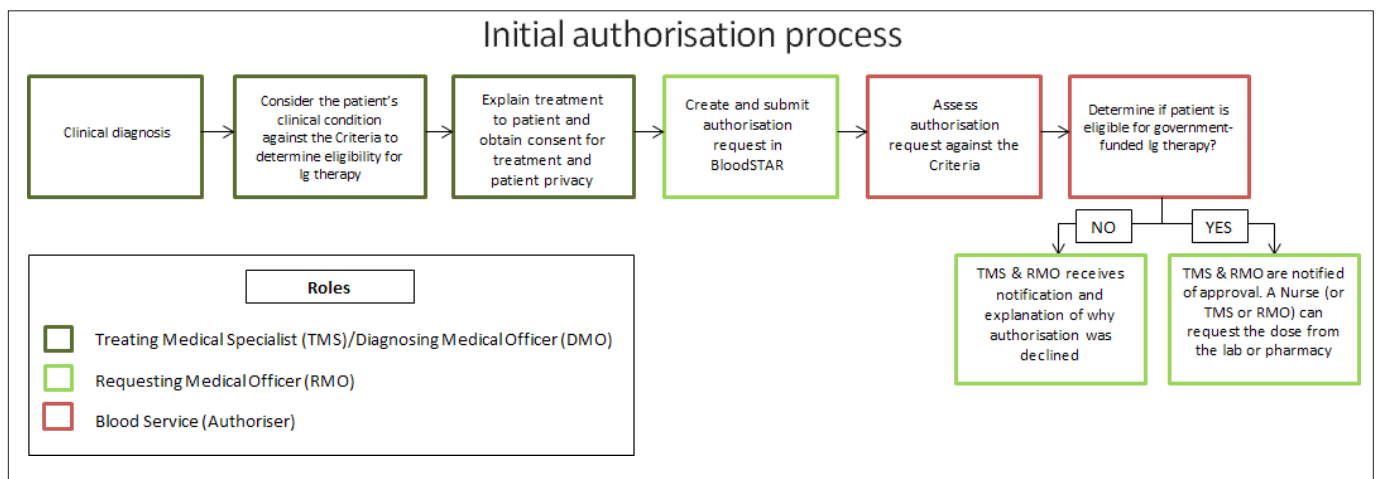 Initial authorisation process
Clinical diagnosis
Consider the patient's
clinical condition
against the Criteria to
determine eligibility for
Ig therapy
Explain treatment
to patient and
obtain consent for
treatment and
patient privacy
Create and submit
authorisation
request in
BloodSTAR
Assess
authorisation
request against the
Criteria
Determine if patient is
eligible for government-
funded Ig therapy?
NO
YES
TMS & RMO receives
notification and
explanation of why
authorisation was
declined
TMS & RMO are notified
of approval. A Nurse (or
TMS or RMO) can
request the dose from
the lab or pharmacy
Roles
Treating Medical Specialist (TMS)/Diagnosing Medical Officer (DMO)
Requesting Medical Officer (RMO)
Blood Service (Authoriser)